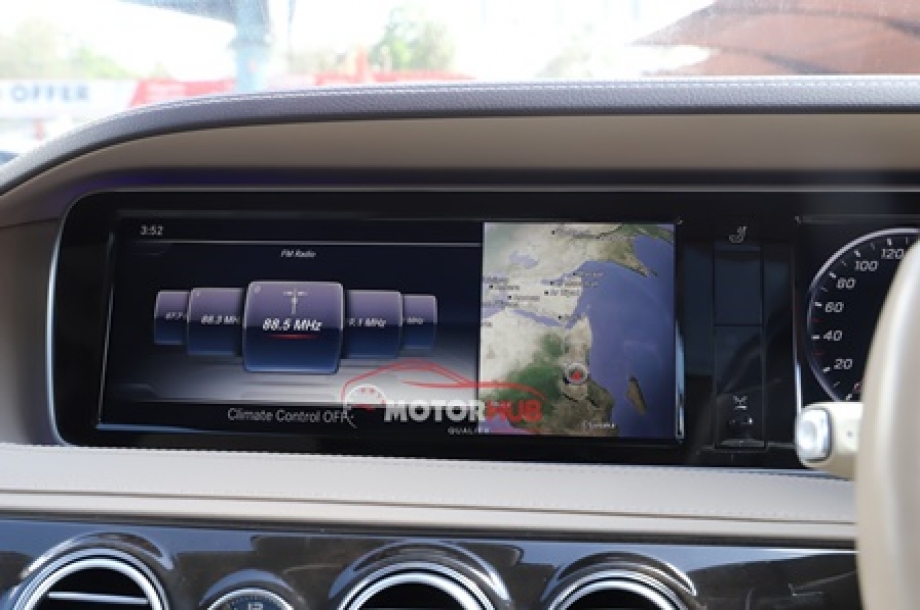 OFFER
3:52
FM Radio
88.3 MHz
88.5 MHz
Climate Control OFF
MOTORHUB
QUALITY
120
100
80
60
40
20